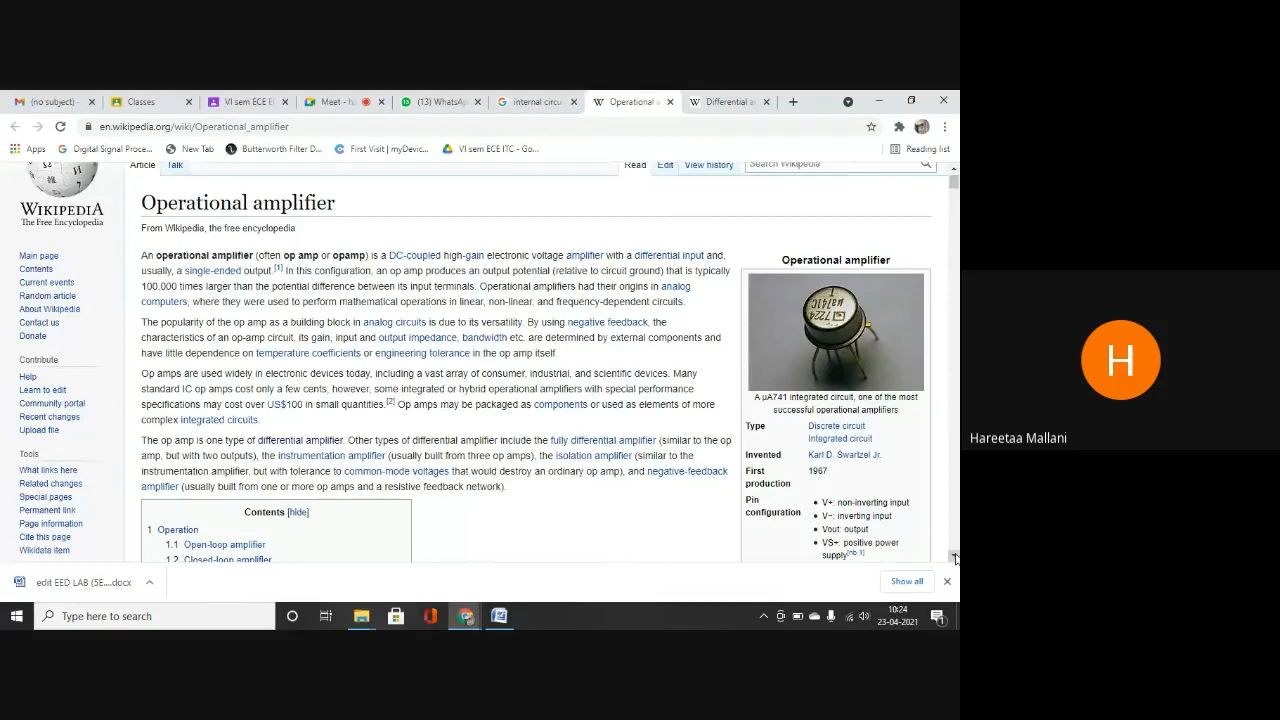 (no subject) -
Classes
VI sem ECE E
Meet - h
(13) WhatsAp
internal circu
Operational a
Differential a
en.wikipedia.org/wiki/Operational_amplifier
Apps
Digital Signal Proce...
New Tab
Butterworth Filter D...
First Visit | myDevic...
VI sem ECE ITC - Go...
Reading list
Article Talk
Read Edit View history
Search Wikipedia
WIKIPEDIA
The Free Encyclopedia
Main page
Contents
Current events
Random article
About Wikipedia
Contact us
Donate
Contribute
Help
Learn to edit
Community portal
Recent changes
Upload file
Tools
What links here
Related changes
Special pages
Permanent link
Page information
Cite this page
Wikidata item
Operational amplifier
From Wikipedia, the free encyclopedia
An operational amplifier (often op amp or opamp) is a DC-coupled high-gain electronic voltage amplifier with a differential input and,
usually, a single-ended output.[1] In this configuration, an op amp produces an output potential (relative to circuit ground) that is typically
100,000 times larger than the potential difference between its input terminals. Operational amplifiers had their origins in analog
computers, where they were used to perform mathematical operations in linear, non-linear, and frequency-dependent circuits.
The popularity of the op amp as a building block in analog circuits is due to its versatility. By using negative feedback, the
characteristics of an op-amp circuit, its gain, input and output impedance, bandwidth etc. are determined by external components and
have little dependence on temperature coefficients or engineering tolerance in the op amp itself.
Op amps are used widely in electronic devices today, including a vast array of consumer, industrial, and scientific devices. Many
standard IC op amps cost only a few cents; however, some integrated or hybrid operational amplifiers with special performance
specifications may cost over US$100 in small quantities.[2] Op amps may be packaged as components or used as elements of more
complex integrated circuits.
The op amp is one type of differential amplifier. Other types of differential amplifier include the fully differential amplifier (similar to the op
amp, but with two outputs), the instrumentation amplifier (usually built from three op amps), the isolation amplifier (similar to the
instrumentation amplifier, but with tolerance to common-mode voltages that would destroy an ordinary op amp), and negative-feedback
amplifier (usually built from one or more op amps and a resistive feedback network).
Contents [hide]
1 Operation
1.1 Open-loop amplifier
1.2 Closed-loop amplifier
Operational amplifier
A μA741 integrated circuit, one of the most
successful operational amplifiers
Type Discrete circuit
Integrated circuit
Invented Karl D. Swartzel Jr.
First production 1967
Pin configuration
V+: non-inverting input
V−: inverting input
Vout: output
VS+: positive power
supply[nb 1]
edit EED LAB (5E....docx
Show all
Type here to search
10:24
23-04-2021
H
Hareetaa Mallani